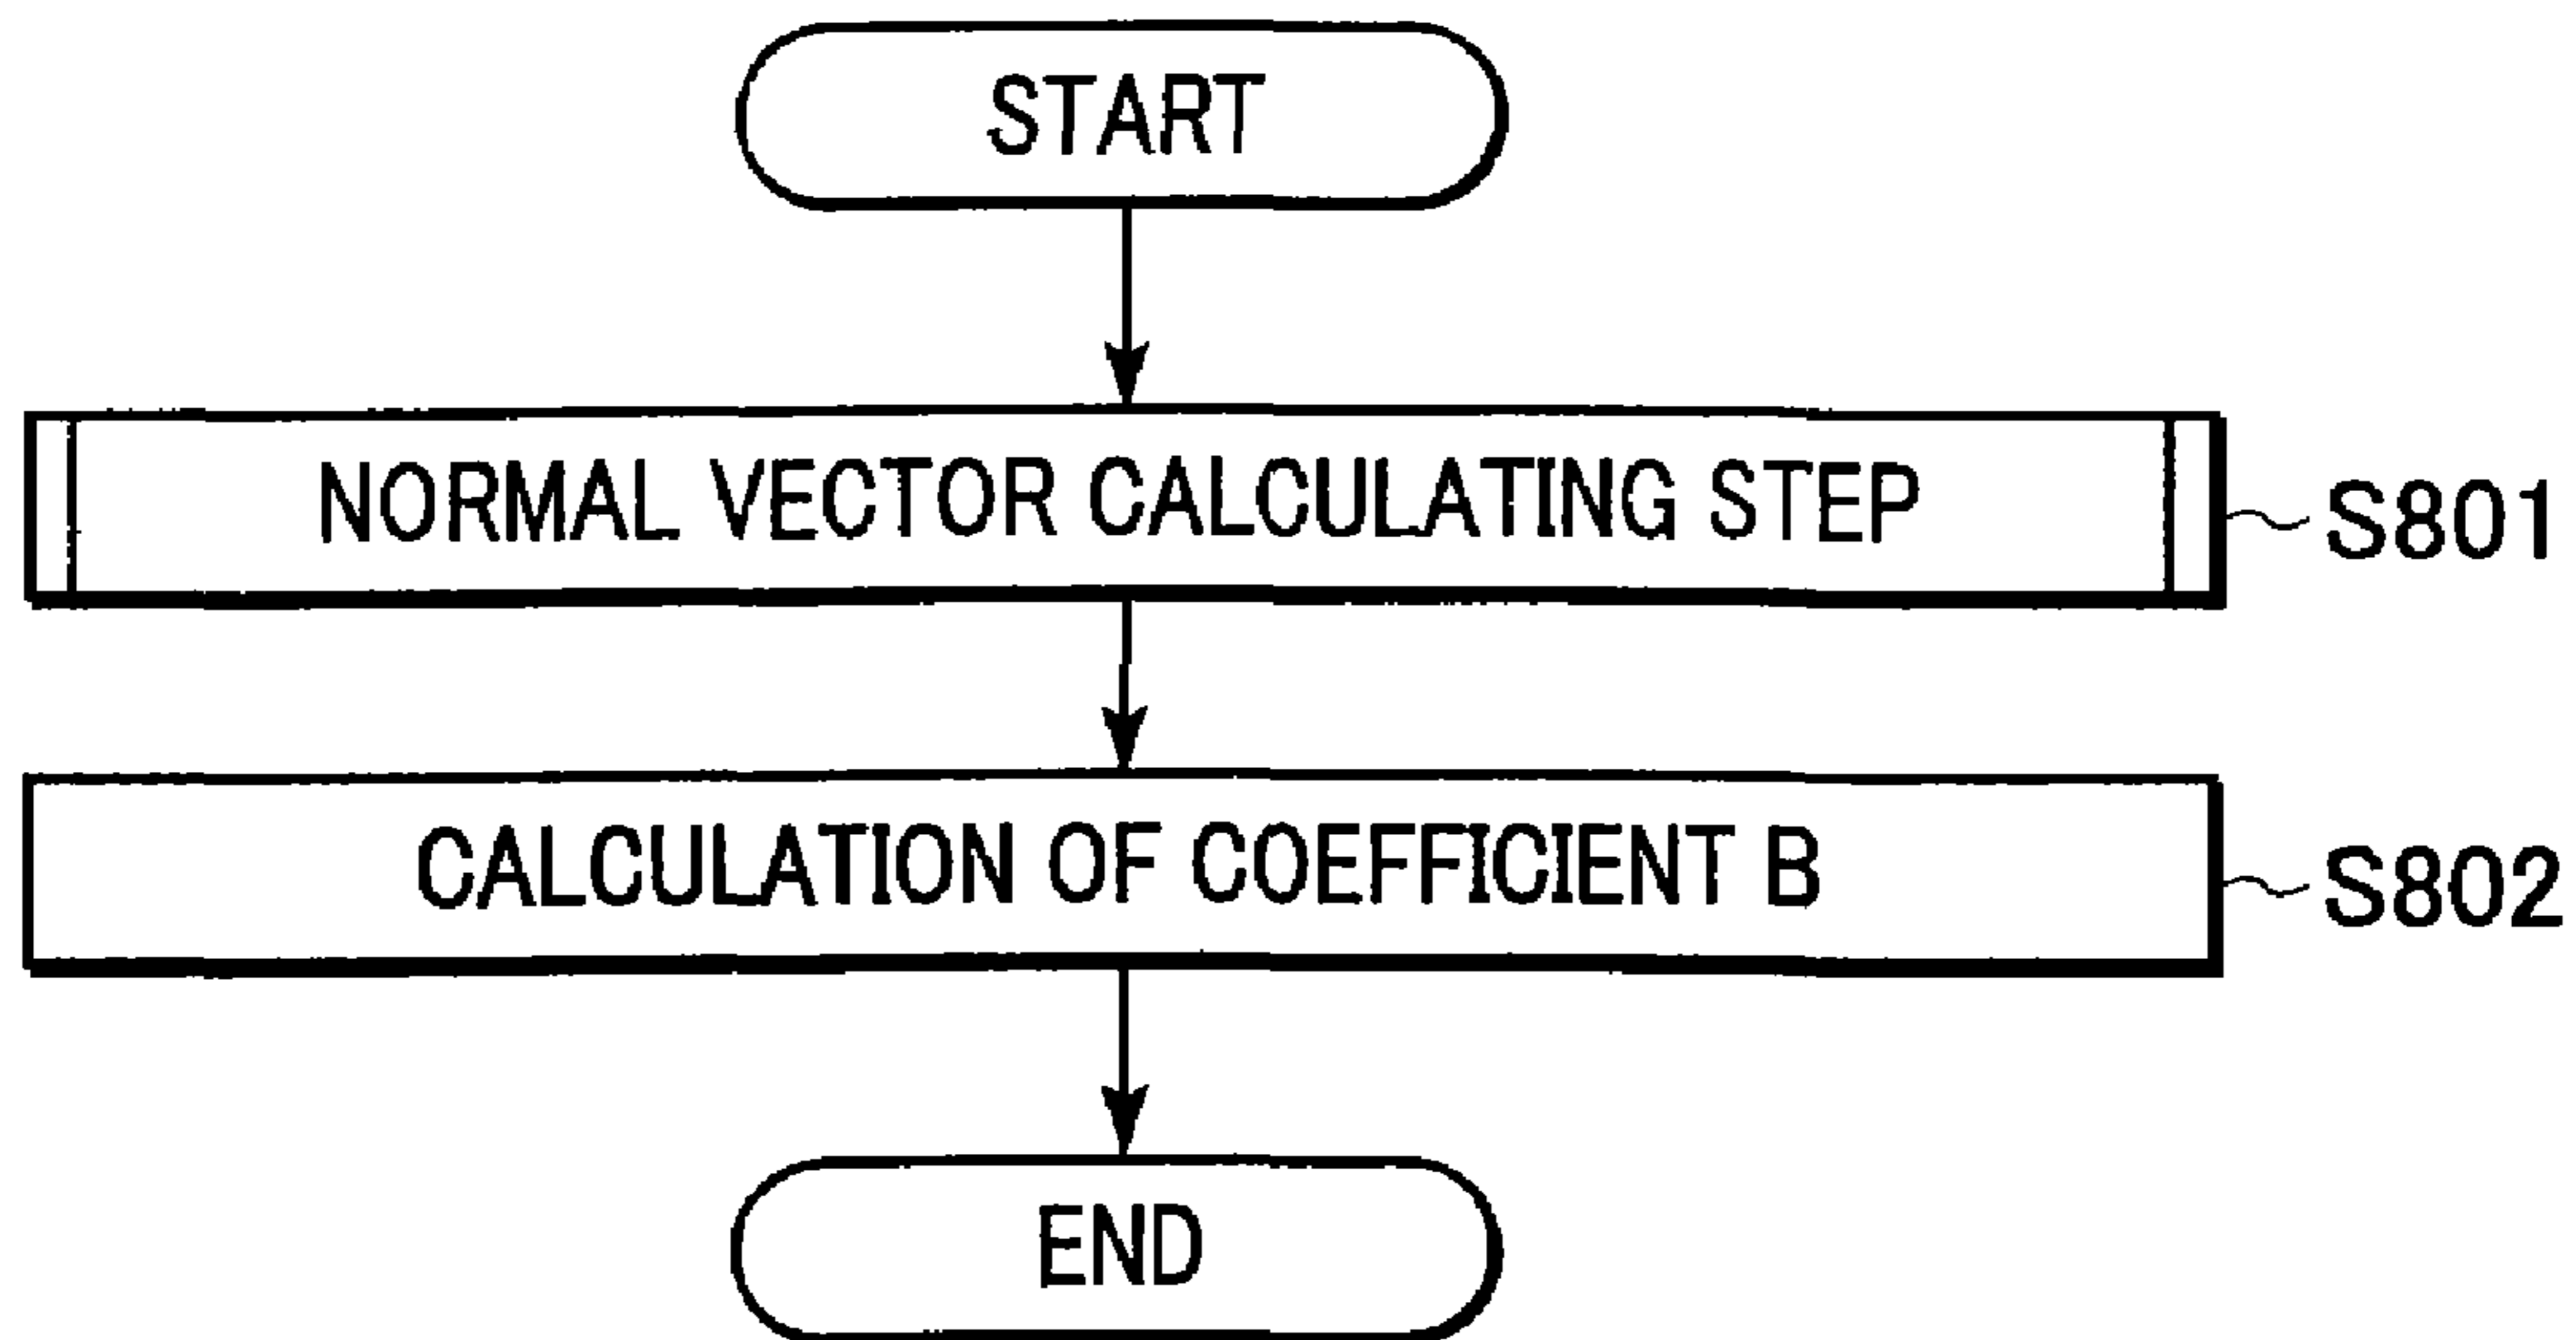 START
NORMAL VECTOR CALCULATING STEP
S801
CALCULATION OF COEFFICIENT B
S802
END